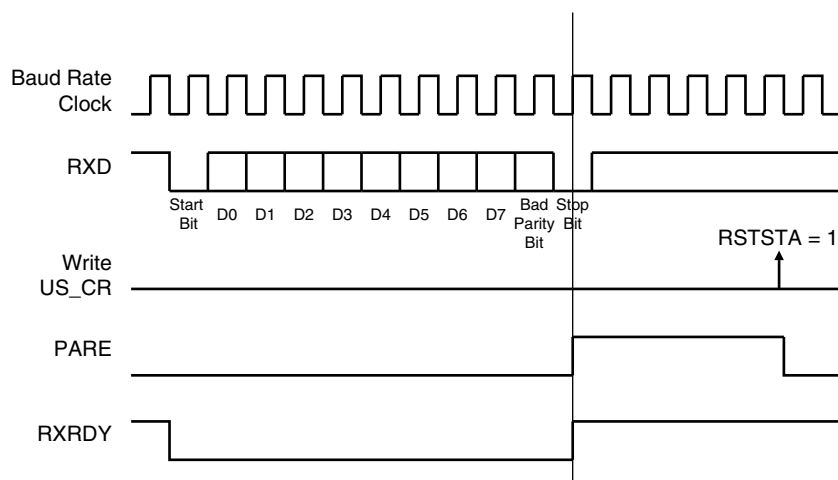 Baud Rate
Clock
RXD
Start
Bit
D0 D1 D2 D3 D4 D5 D6 D7
Bad
Parity
Bit
Stop
Bit
RSTSTA = 1
Write
US_CR
PARE
RXRDY